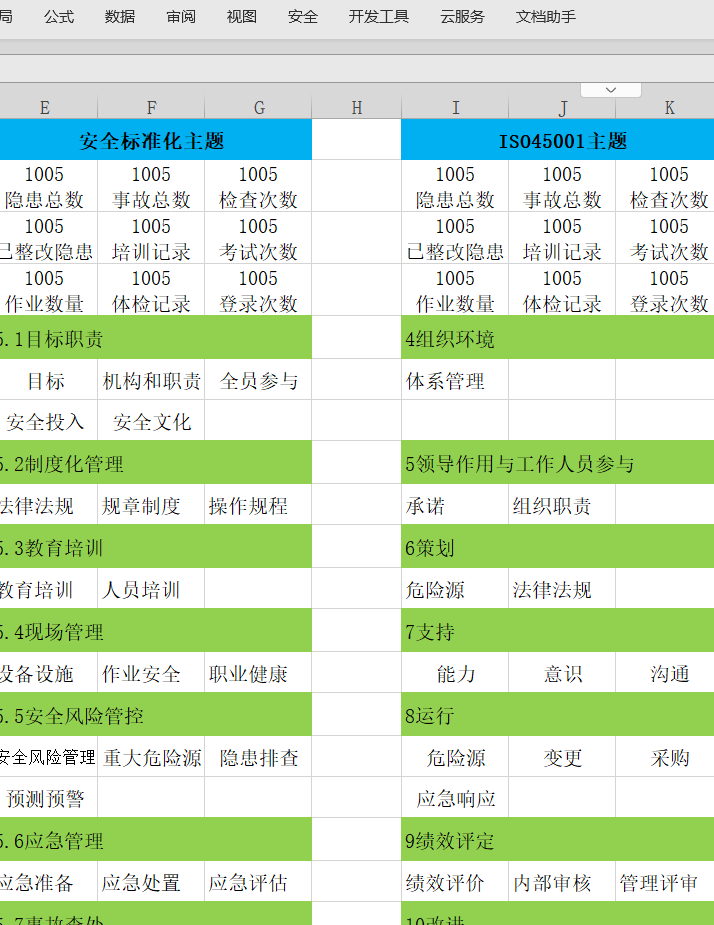 局 公式 数据 审阅 视图 安全 开发工具 云服务 文档助手
E F G H I J K
安全标准化主题 ISO45001主题
1005 1005 1005 1005 1005 1005
隐患总数 事故总数 检查次数 隐患总数 事故总数 检查次数
1005 1005 1005 1005 1005 1005
已整改隐患 培训记录 考试次数 已整改隐患 培训记录 考试次数
1005 1005 1005 1005 1005 1005
作业数量 体检记录 登录次数 作业数量 体检记录 登录次数
5.1目标职责 4组织环境
目标 机构和职责 全员参与 体系管理
安全投入 安全文化
5.2制度化管理 5领导作用与工作人员参与
法律法规 规章制度 操作规程 承诺 组织职责
5.3教育培训 6策划
教育培训 人员培训 危险源 法律法规
5.4现场管理 7支持
设备设施 作业安全 职业健康 能力 意识 沟通
5.5安全风险管控 8运行
安全风险管理 重大危险源 隐患排查 危险源 变更 采购
预测预警 应急响应
5.6应急管理 9绩效评定
应急准备 应急处置 应急评估 绩效评价 内部审核 管理评审
5.7事故查处 10改进